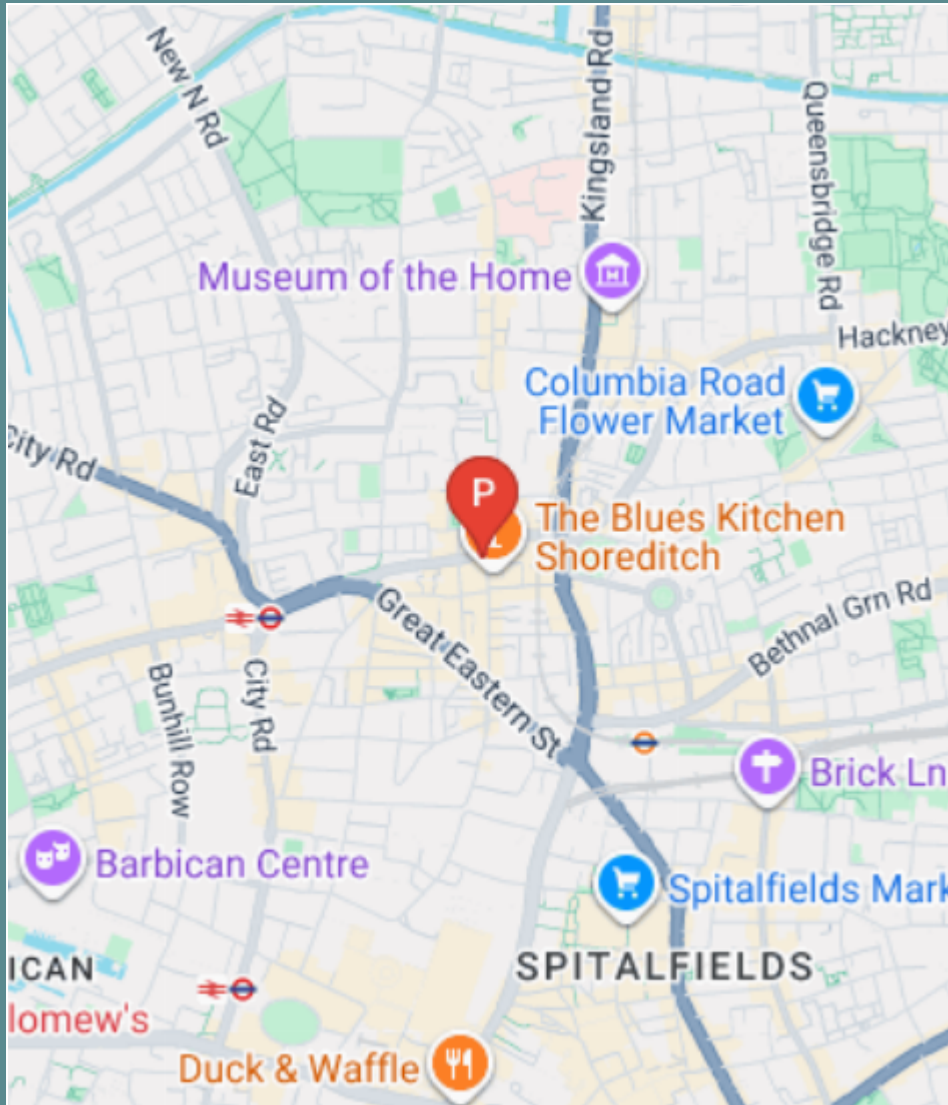 New N Rd
Kingsland Rd
Queensbridge Rd
Museum of the Home
Hackney
Columbia Road
Flower Market
City Rd
East Rd
P
The Blues Kitchen
Shoreditch
Great Eastern St
Bethnal Grn Rd
Bunhill Row
City Rd
Brick Ln
Barbican Centre
Spitalfields Mark
ICAN
SPITALFIELDS
lomew's
Duck & Waffle